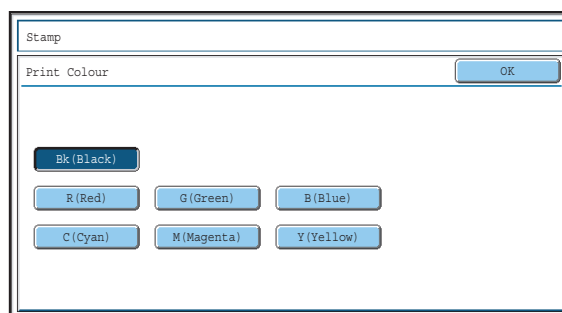 Stamp
Print Colour OK
Bk(Black)
R(Red) G(Green) B(Blue)
C(Cyan) M(Magenta) Y(Yellow)